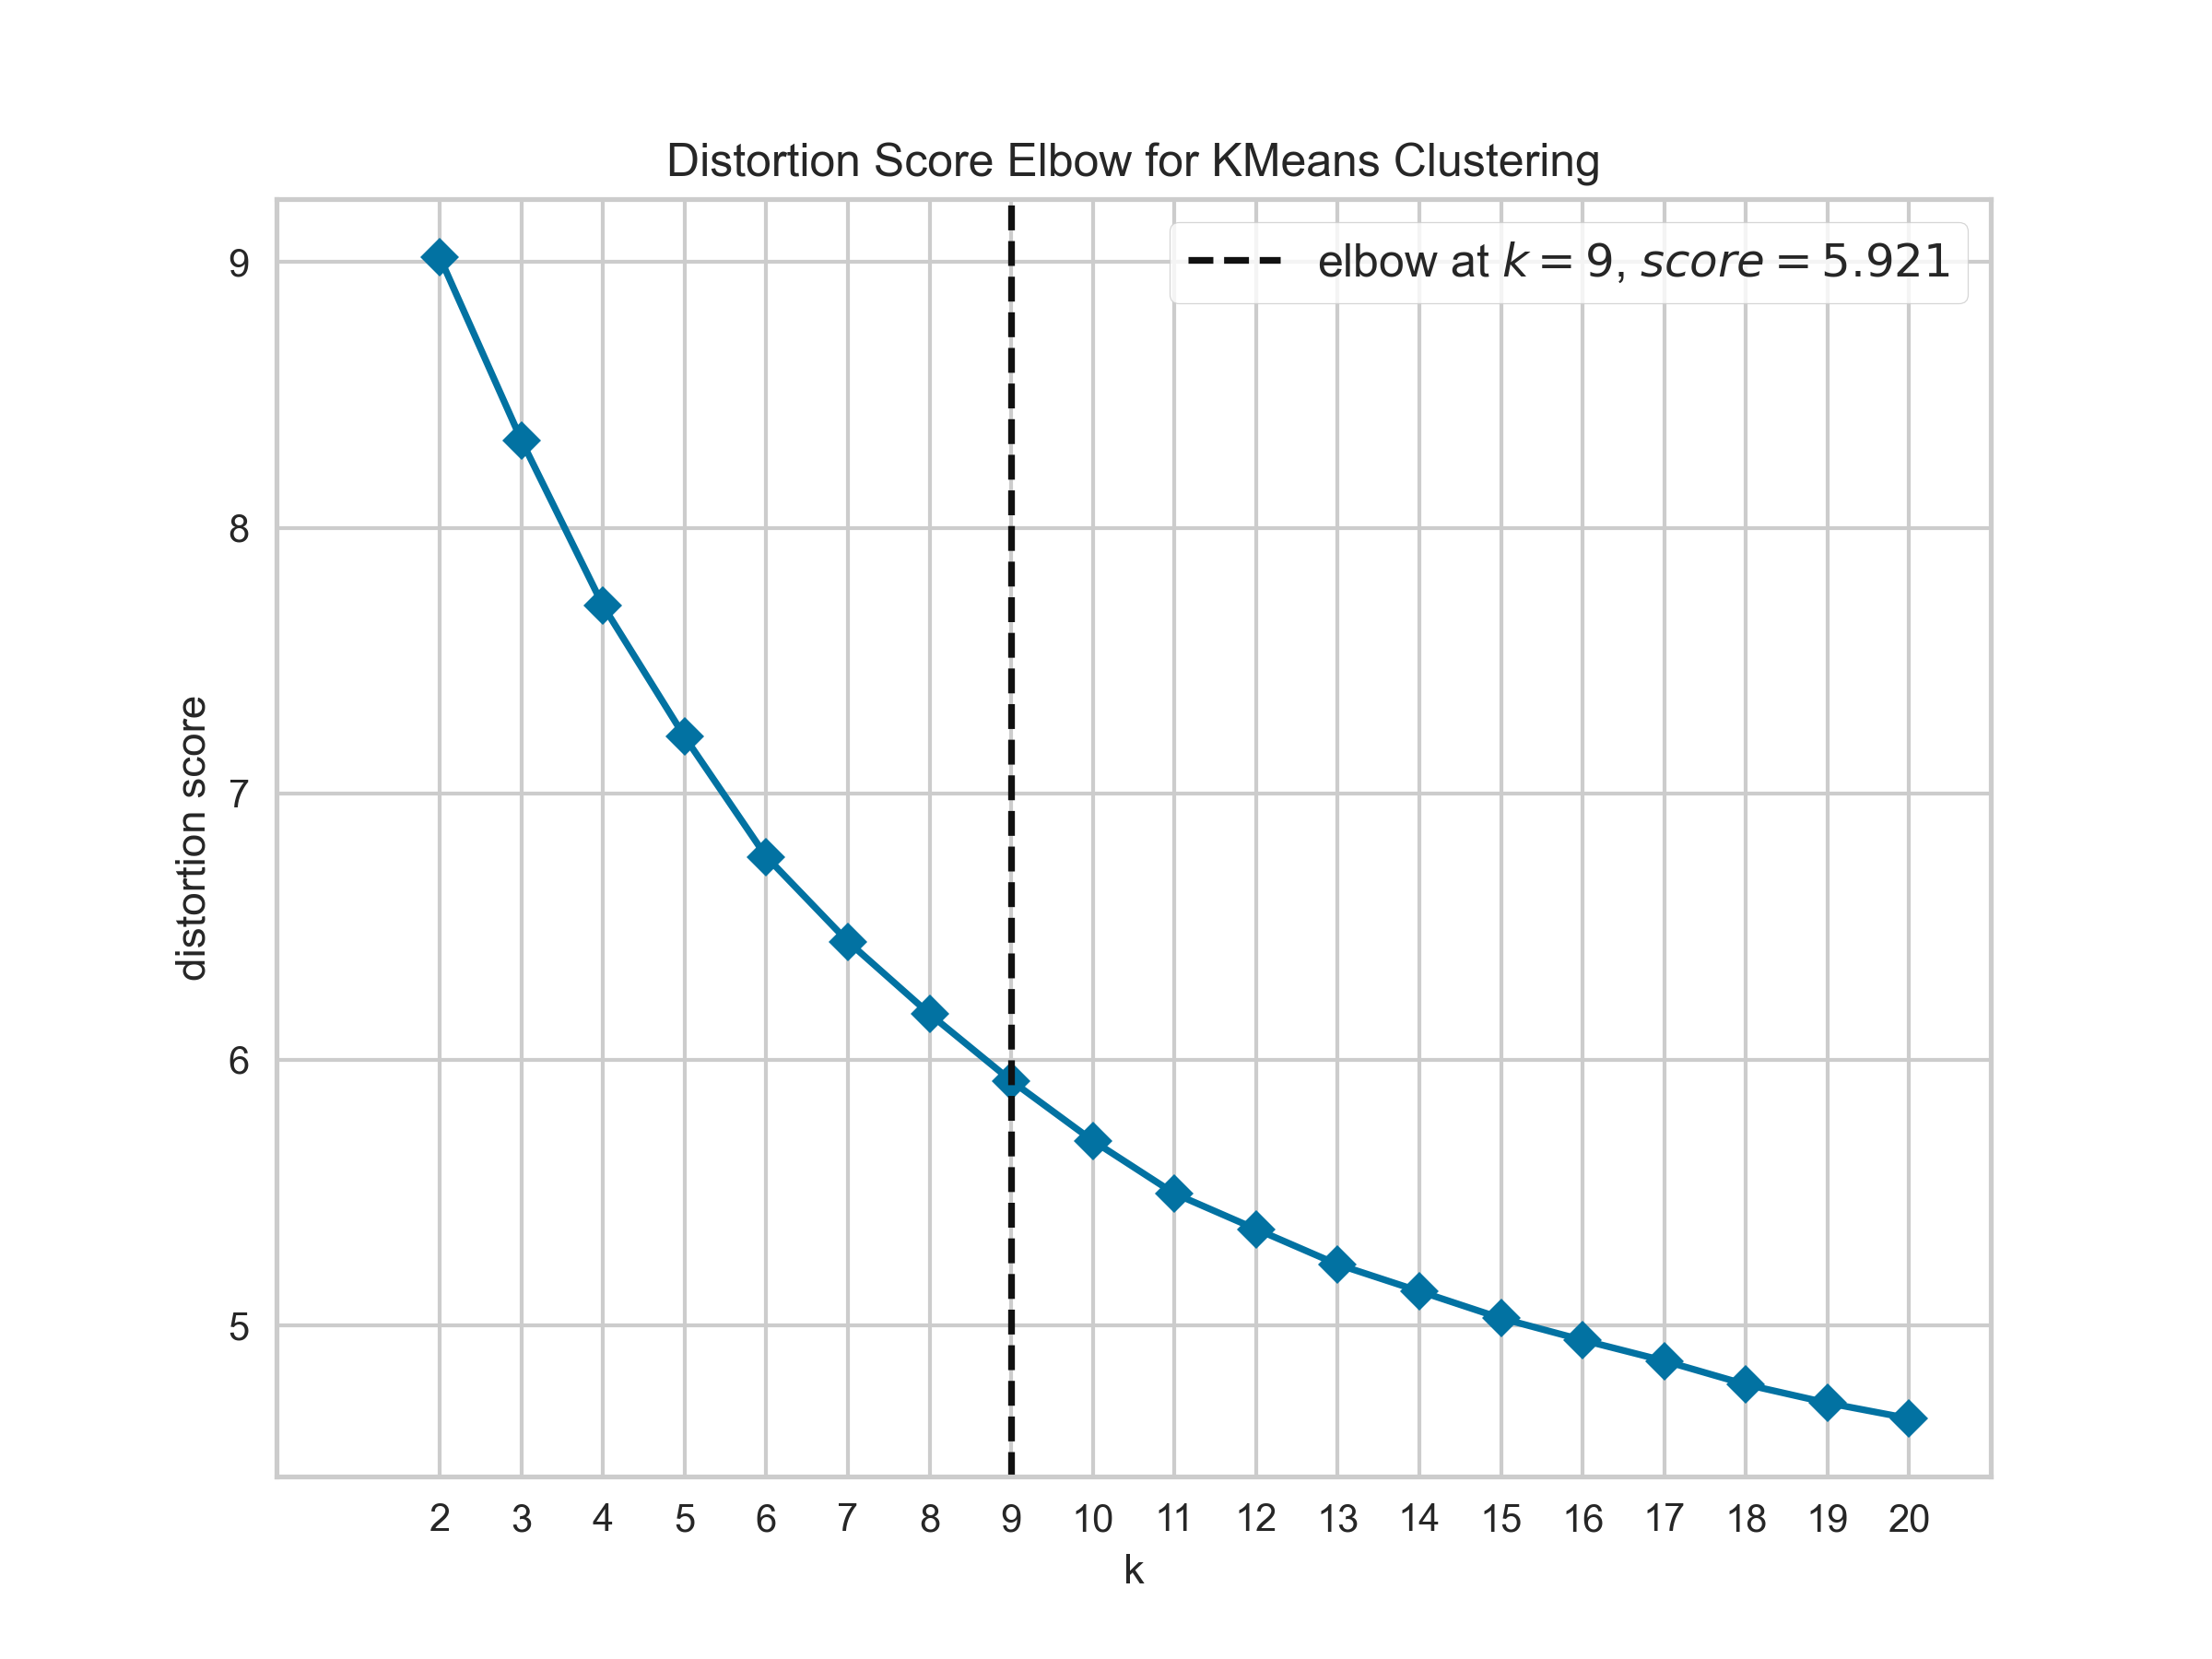 Distortion Score Elbow for KMeans Clustering
elbow at k = 9, score = 5.921
9
8
7
6
5
distortion score
2 3 4 5 6 7 8 9 10 11 12 13 14 15 16 17 18 19 20
k